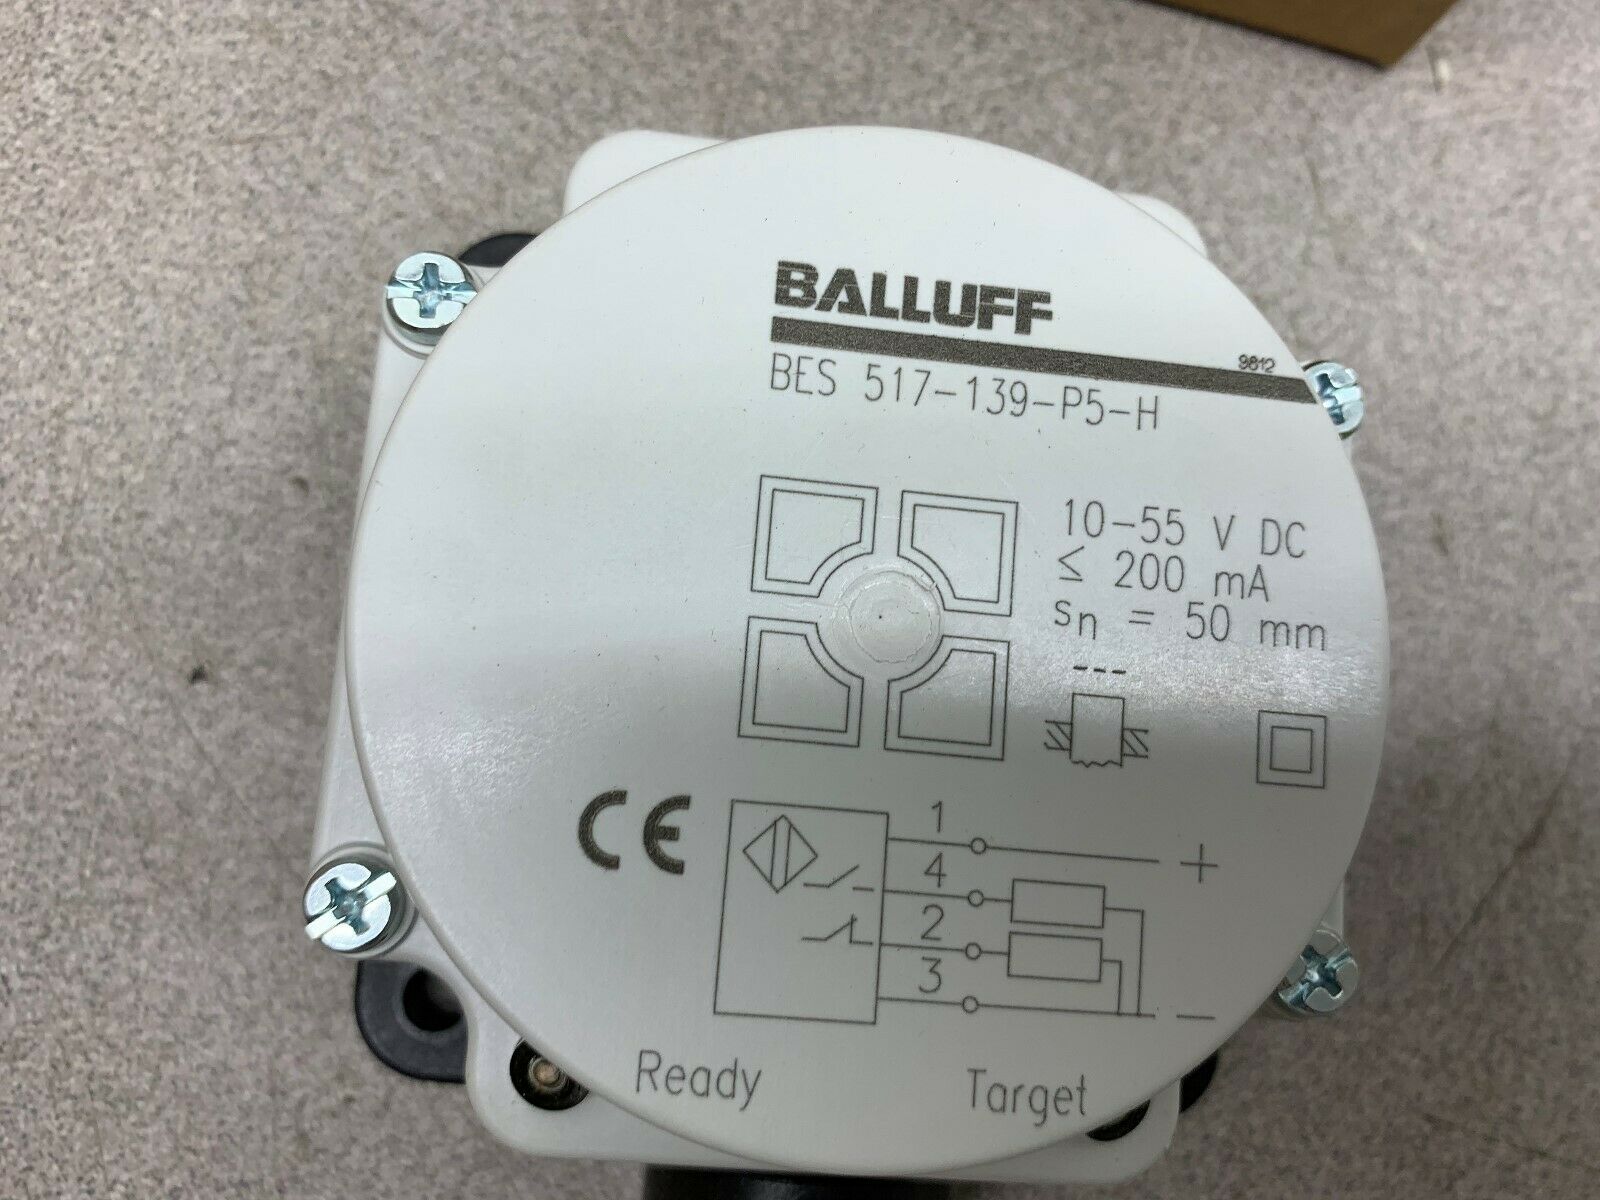 BALLUFF
9812
BES 517-139-P5-H
10-55 V DC
≤ 200 mA
sn = 50 mm
CE
1
+
4
2
3
-
Ready
Target